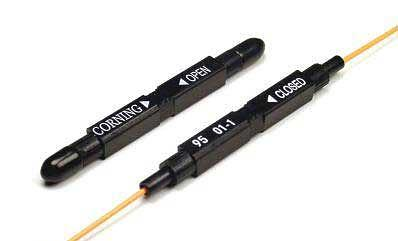 CORNING ▶ ◀ OPEN
95 01-1 ◀ CLOSED